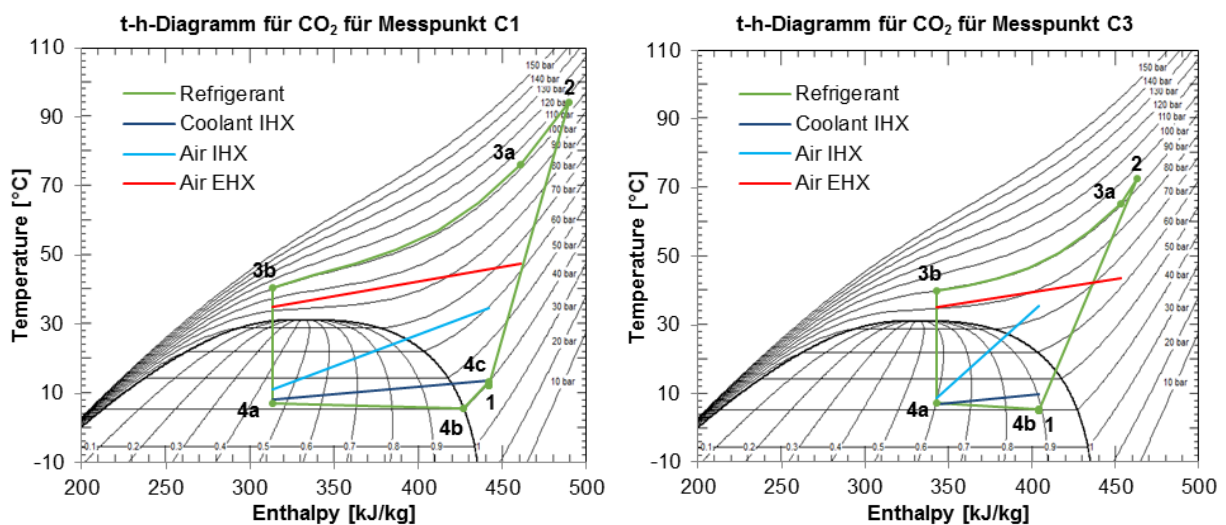 t-h-Diagramm für CO₂ für Messpunkt C1
110
90
70
50
30
10
-10
Temperature [°C]
Refrigerant
Coolant IHX
Air IHX
Air EHX
150 bar
140 bar
130 bar
120 bar
110 bar
100 bar
90 bar
80 bar
70 bar
60 bar
50 bar
40 bar
30 bar
20 bar
10 bar
2
3a
3b
4c
4a
1
4b
0.1
0.2
0.3
0.4
0.5
0.6
0.7
0.8
0.9
1
200
250
300
350
400
450
500
Enthalpy [kJ/kg]
t-h-Diagramm für CO₂ für Messpunkt C3
110
90
70
50
30
10
-10
Temperature [°C]
Refrigerant
Coolant IHX
Air IHX
Air EHX
150 bar
140 bar
130 bar
120 bar
110 bar
100 bar
90 bar
80 bar
70 bar
60 bar
50 bar
40 bar
30 bar
20 bar
10 bar
2
3a
3b
4a
4b
1
0.1
0.2
0.3
0.4
0.5
0.6
0.7
0.8
0.9
1
200
250
300
350
400
450
500
Enthalpy [kJ/kg]